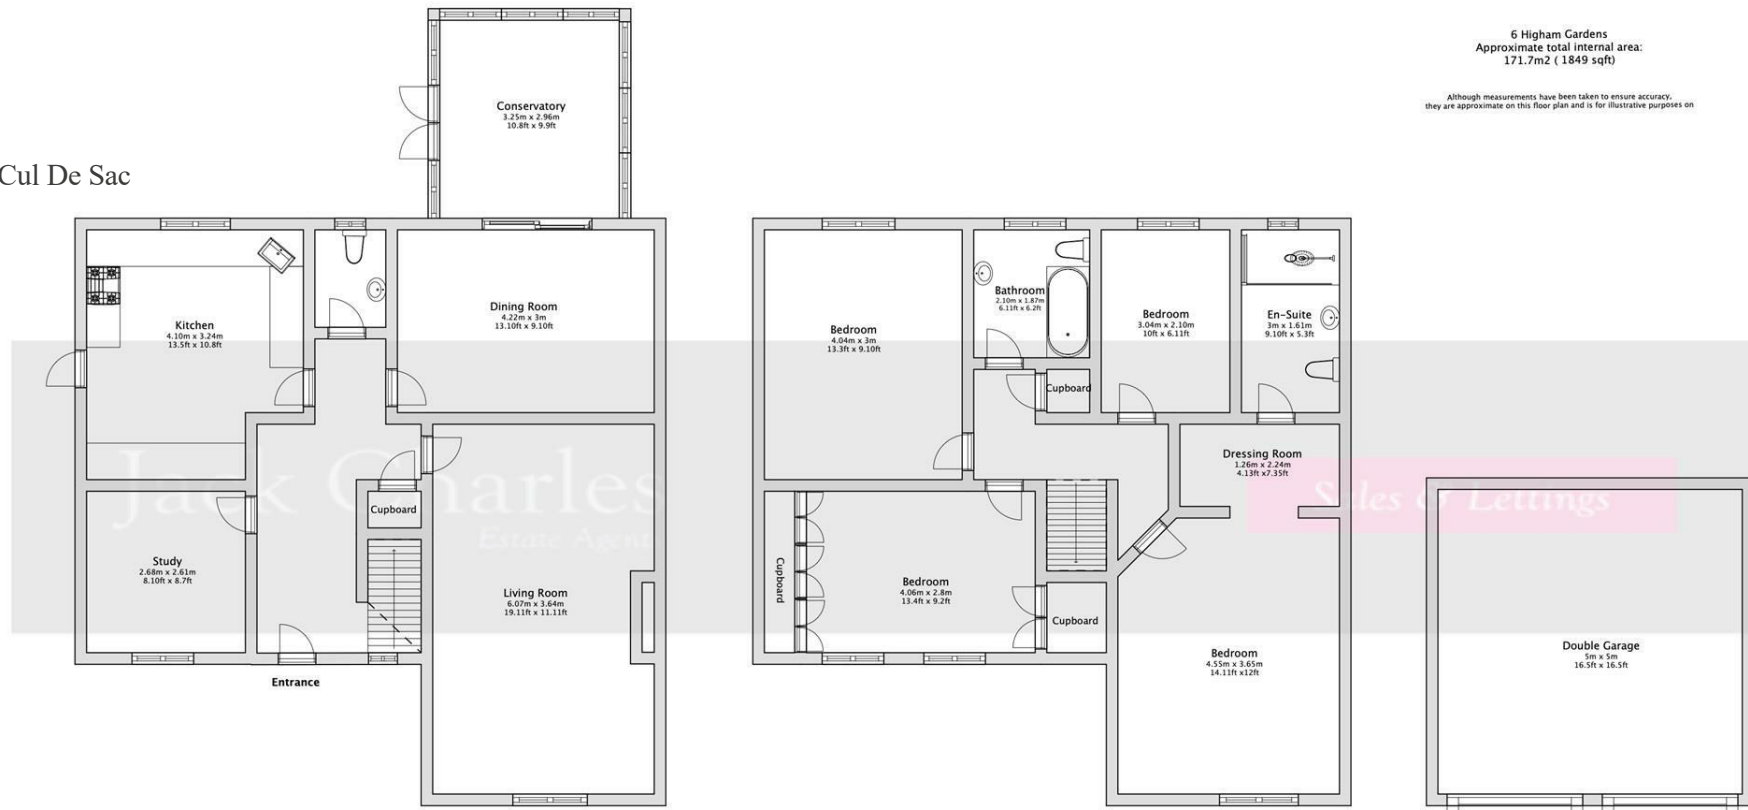 6 Higham Gardens
Approximate total internal area:
171.7m2 ( 1849 sqft)
Although measurements have been taken to ensure accuracy,
they are approximate on this floor plan and is for illustrative purposes on
Cul De Sac
Conservatory
3.25m x 2.96m
10.8ft x 9.9ft
Kitchen
4.10m x 3.24m
13.5ft x 10.8ft
Dining Room
4.22m x 3m
13.10ft x 9.10ft
Study
2.68m x 2.61m
8.10ft x 8.7ft
Cupboard
Living Room
6.07m x 3.64m
19.11ft x 11.11ft
Entrance
Bedroom
4.04m x 3m
13.3ft x 9.10ft
Bathroom
2.10m x 1.87m
6.11ft x 6.2ft
Cupboard
Bedroom
3.04m x 2.10m
10ft x 6.11ft
En-Suite
3m x 1.61m
9.10ft x 5.3ft
Dressing Room
1.26m x 2.24m
4.13ft x7.35ft
Cupboard
Bedroom
4.06m x 2.8m
13.4ft x 9.2ft
Cupboard
Bedroom
4.55m x 3.65m
14.11ft x12ft
Double Garage
5m x 5m
16.5ft x 16.5ft
Jack Charles
Estate Agents
Sales & Lettings